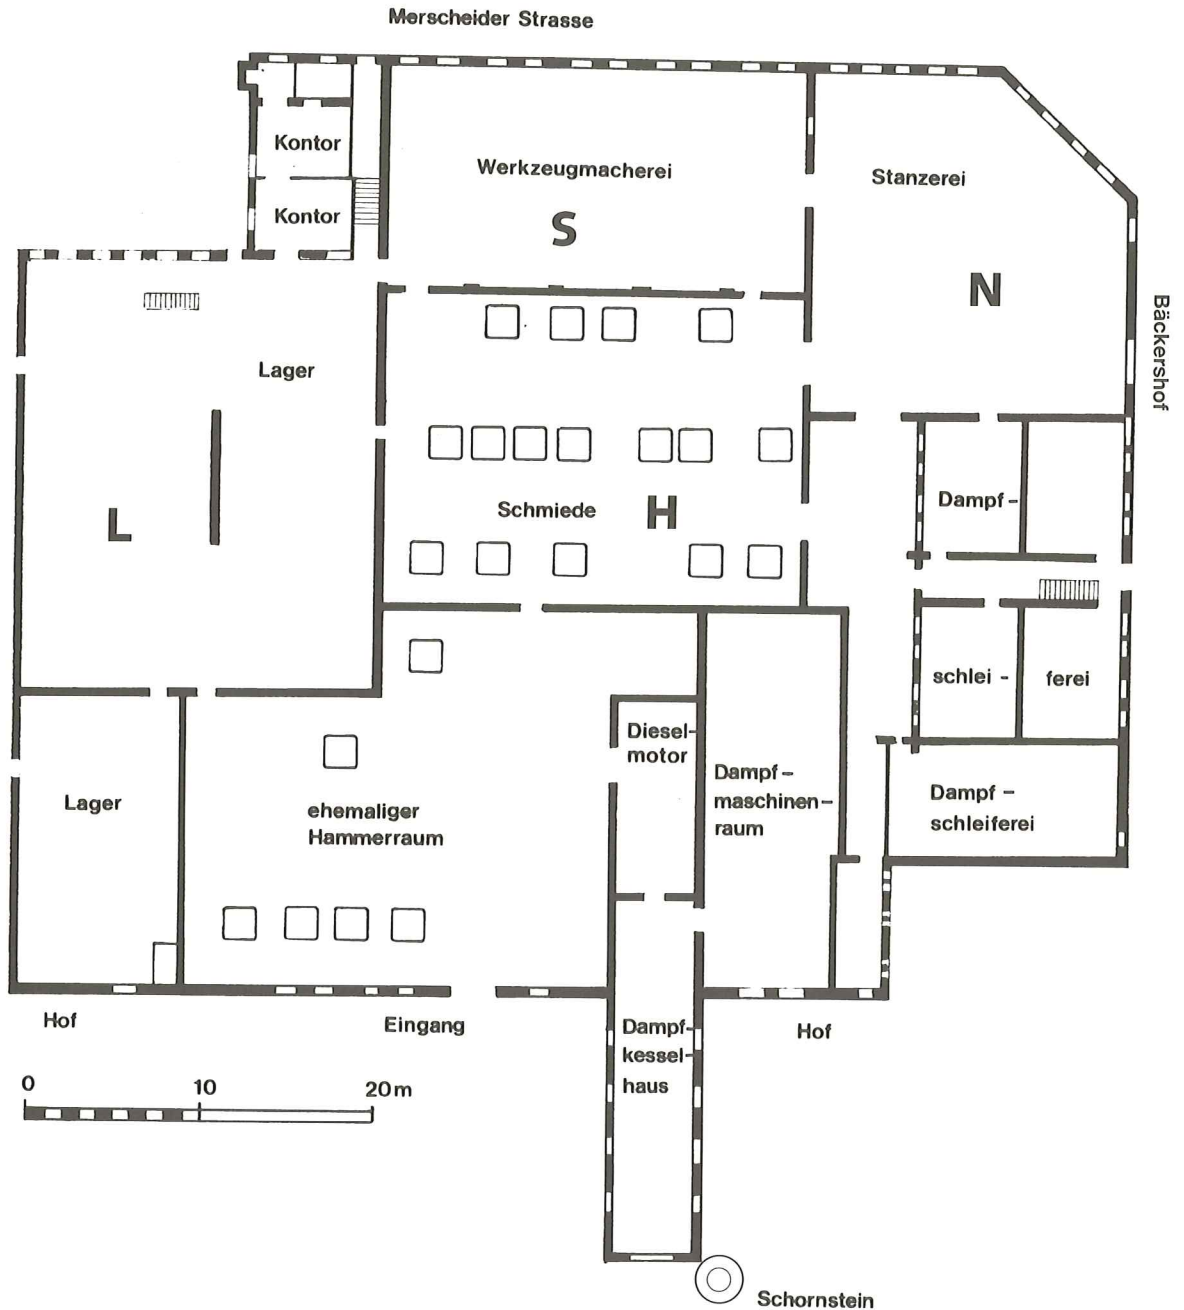 Merscheider Strasse
Kontor
Kontor
Werkzeugmacherei
S
Stanzerei
N
Bäckershof
Lager
L
Schmiede
H
Dampf-
schlei-
ferei
Diesel-
motor
Dampf-
maschinen-
raum
Dampf-
schleiferei
Lager
ehemaliger
Hammerraum
Hof
Eingang
Dampf-
kessel-
haus
Hof
0 10 20m
Schornstein